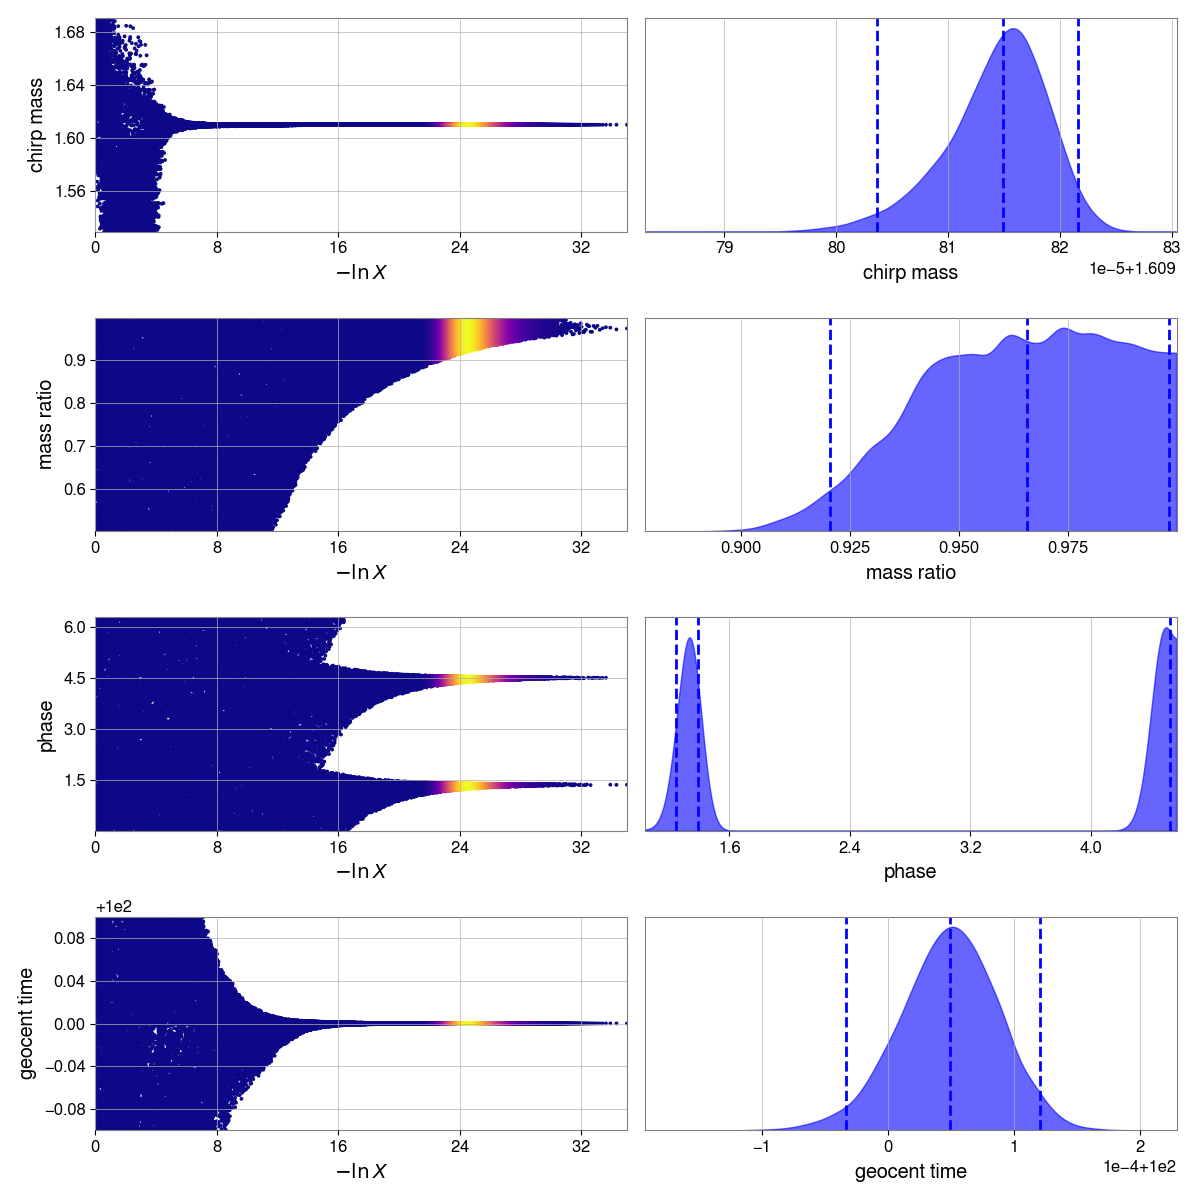 1.68
1.64
1.60
1.56
chirp mass
0 8 16 24 32
−ln X
79 80 81 82 83
1e−5+1.609
chirp mass
0.9
0.8
0.7
0.6
mass ratio
0 8 16 24 32
−ln X
0.900 0.925 0.950 0.975
mass ratio
6.0
4.5
3.0
1.5
phase
0 8 16 24 32
−ln X
1.6 2.4 3.2 4.0
phase
+1e2
0.08
0.04
0.00
−0.04
−0.08
geocent time
0 8 16 24 32
−ln X
−1 0 1 2
1e−4+1e2
geocent time